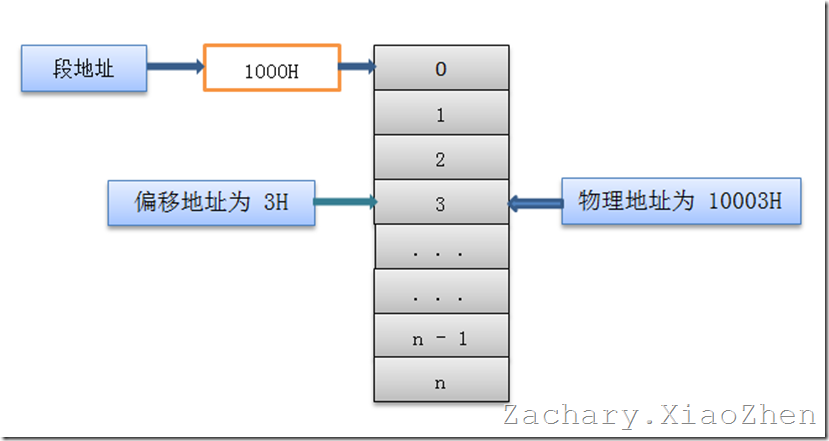 段地址
1000H
0
1
2
偏移地址为 3H
3
物理地址为 10003H
. . .
. . .
n - 1
n
Zachary.XiaoZhen